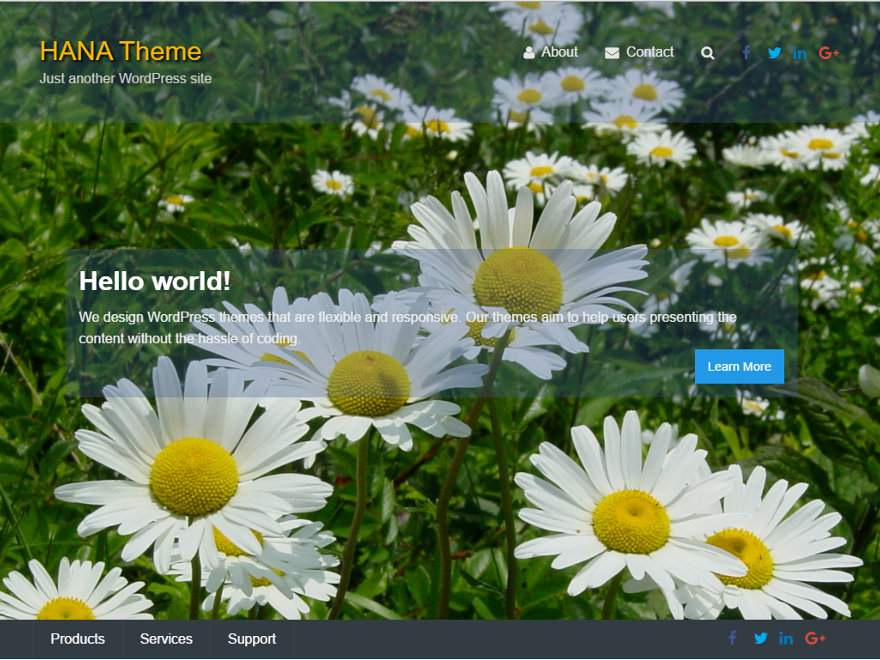 HANA Theme
About
Contact
Just another WordPress site
Hello world!
We design WordPress themes that are flexible and responsive. Our themes aim to help users presenting the
content without the hassle of coding.
Learn More
Products
Services
Support